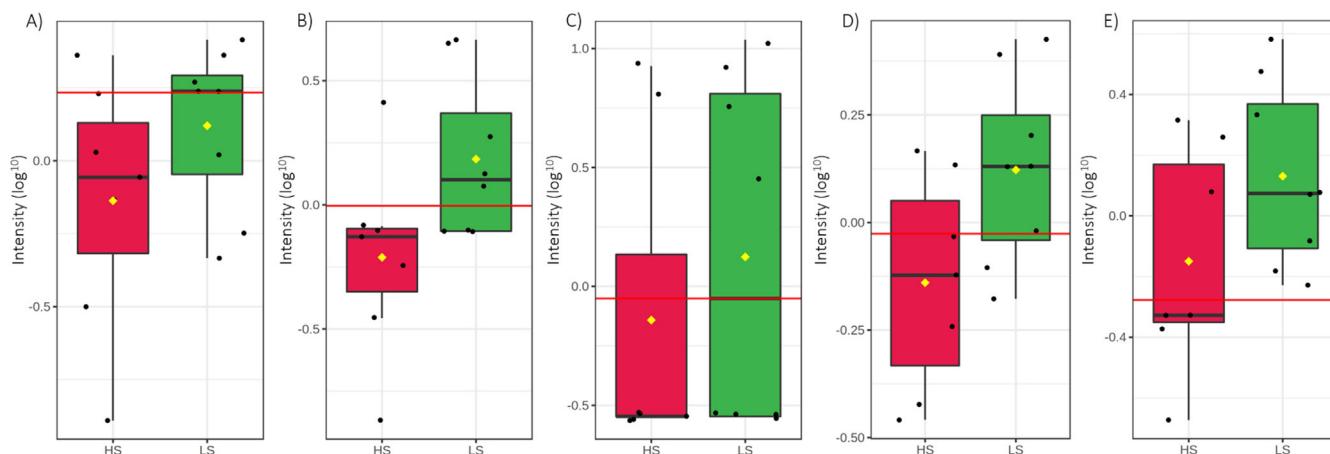 A)
Intensity (log10)
0.0
-0.5
HS
LS
B)
Intensity (log10)
0.5
0.0
-0.5
HS
LS
C)
Intensity (log10)
1.0
0.5
0.0
-0.5
HS
LS
D)
Intensity (log10)
0.25
0.00
-0.25
-0.50
HS
LS
E)
Intensity (log10)
0.4
0.0
-0.4
HS
LS